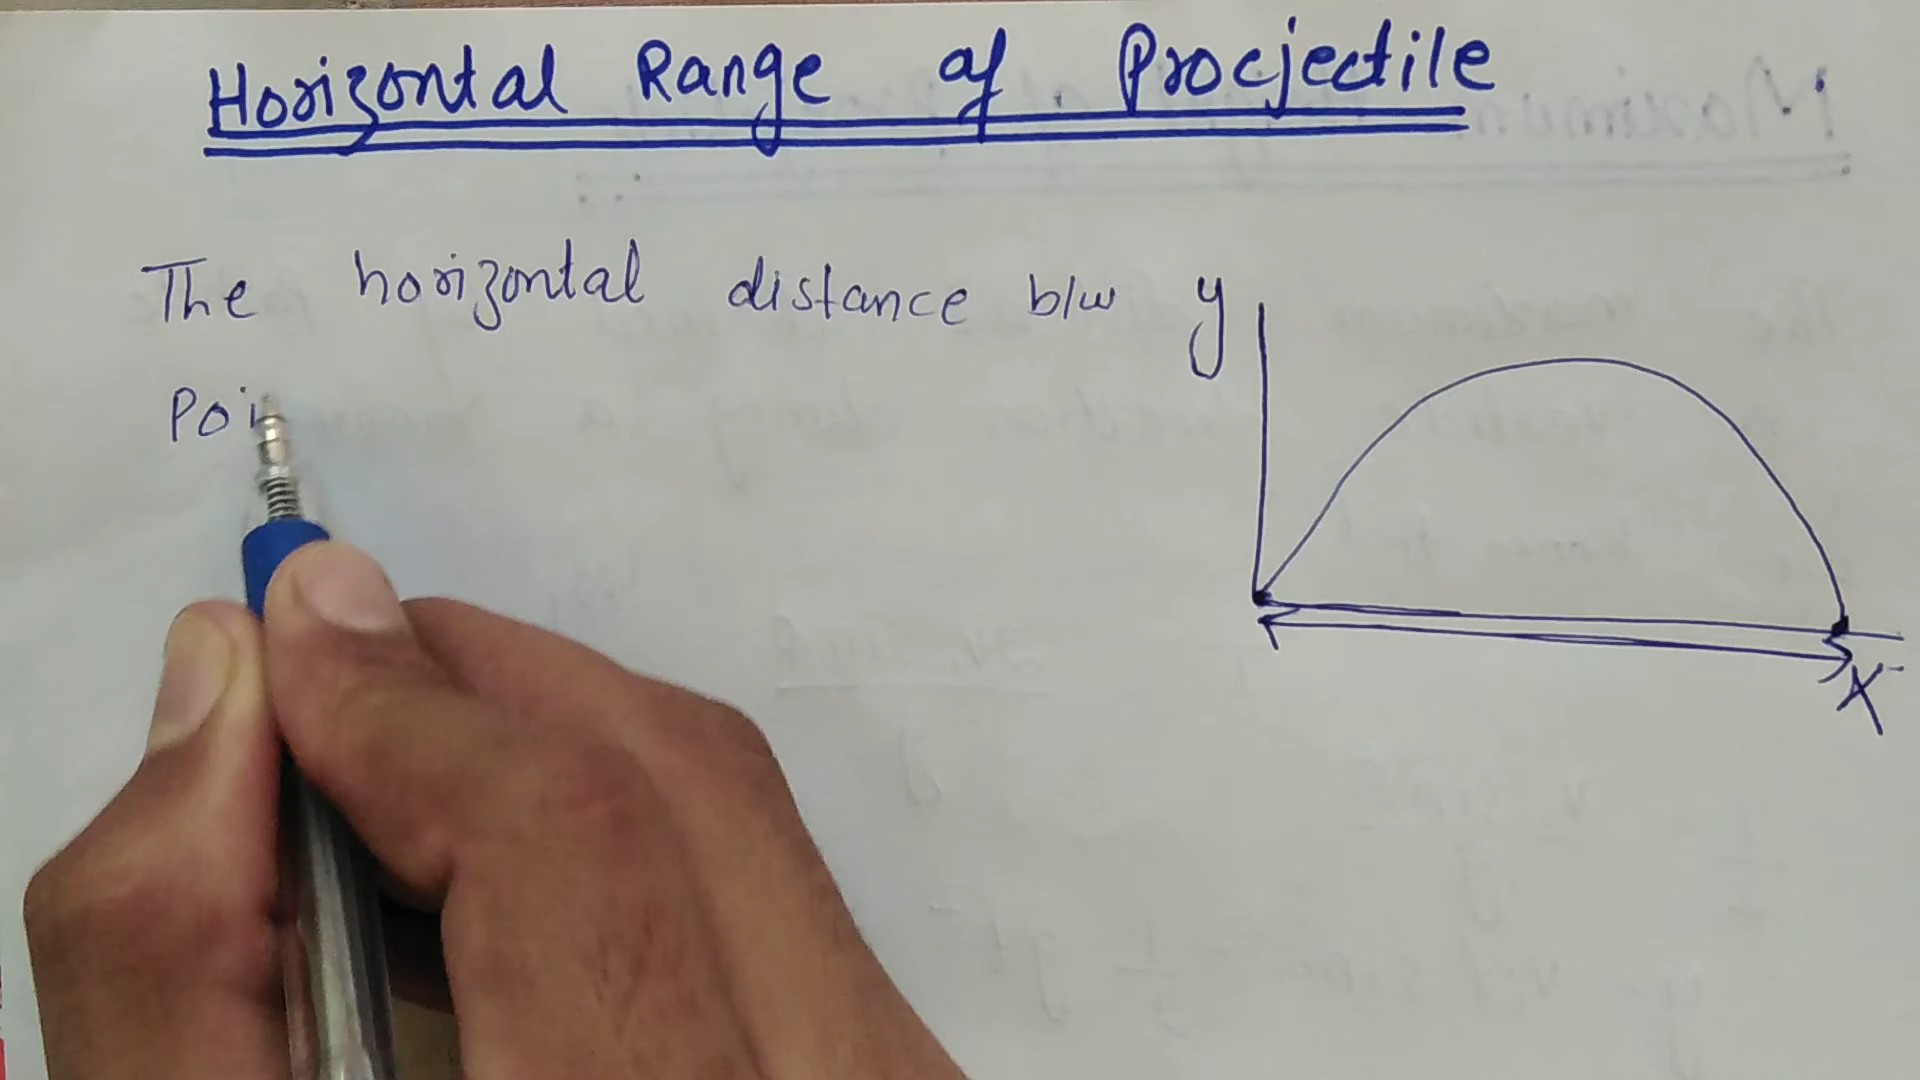 Horizontal Range of Procjectile
The horizontal distance b/w
Poi
y
X